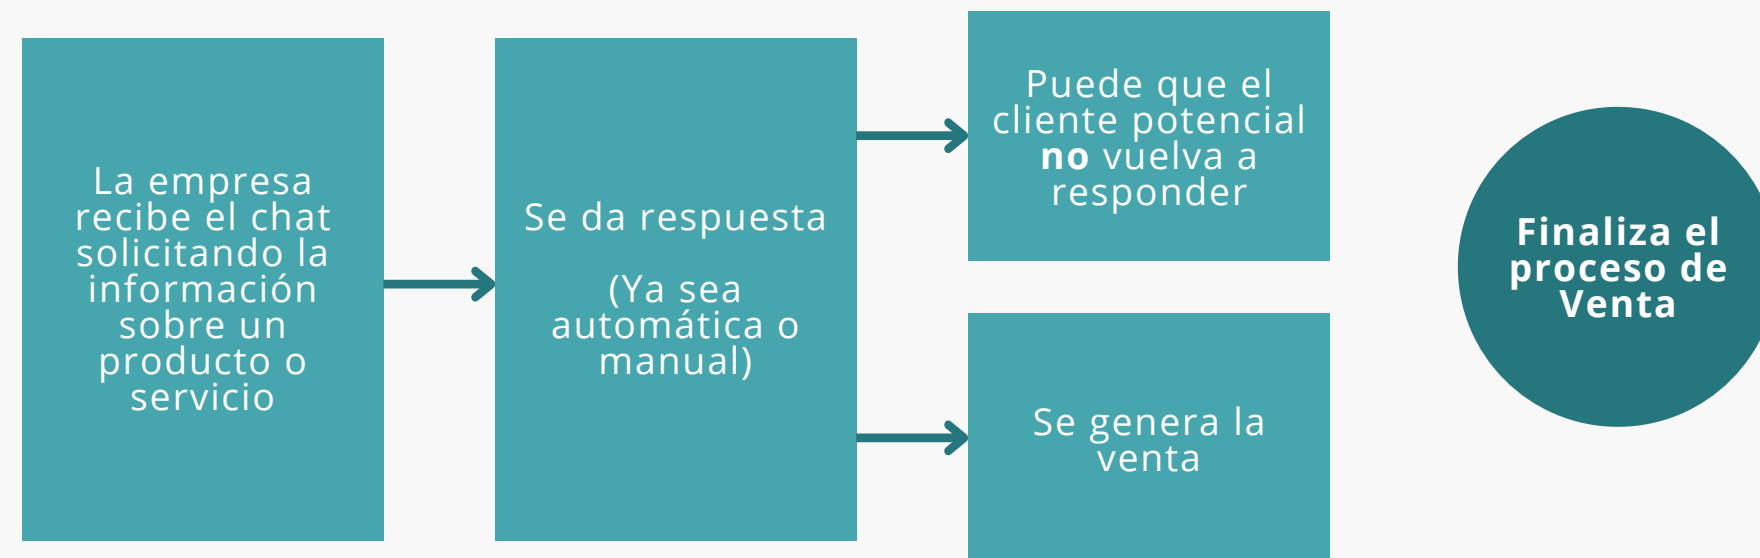 La empresa
recibe el chat
solicitando la
información
sobre un
producto o
servicio
Se da respuesta
(Ya sea
automática o
manual)
Puede que el
cliente potencial
no vuelva a
responder
Se genera la
venta
Finaliza el
proceso de
Venta